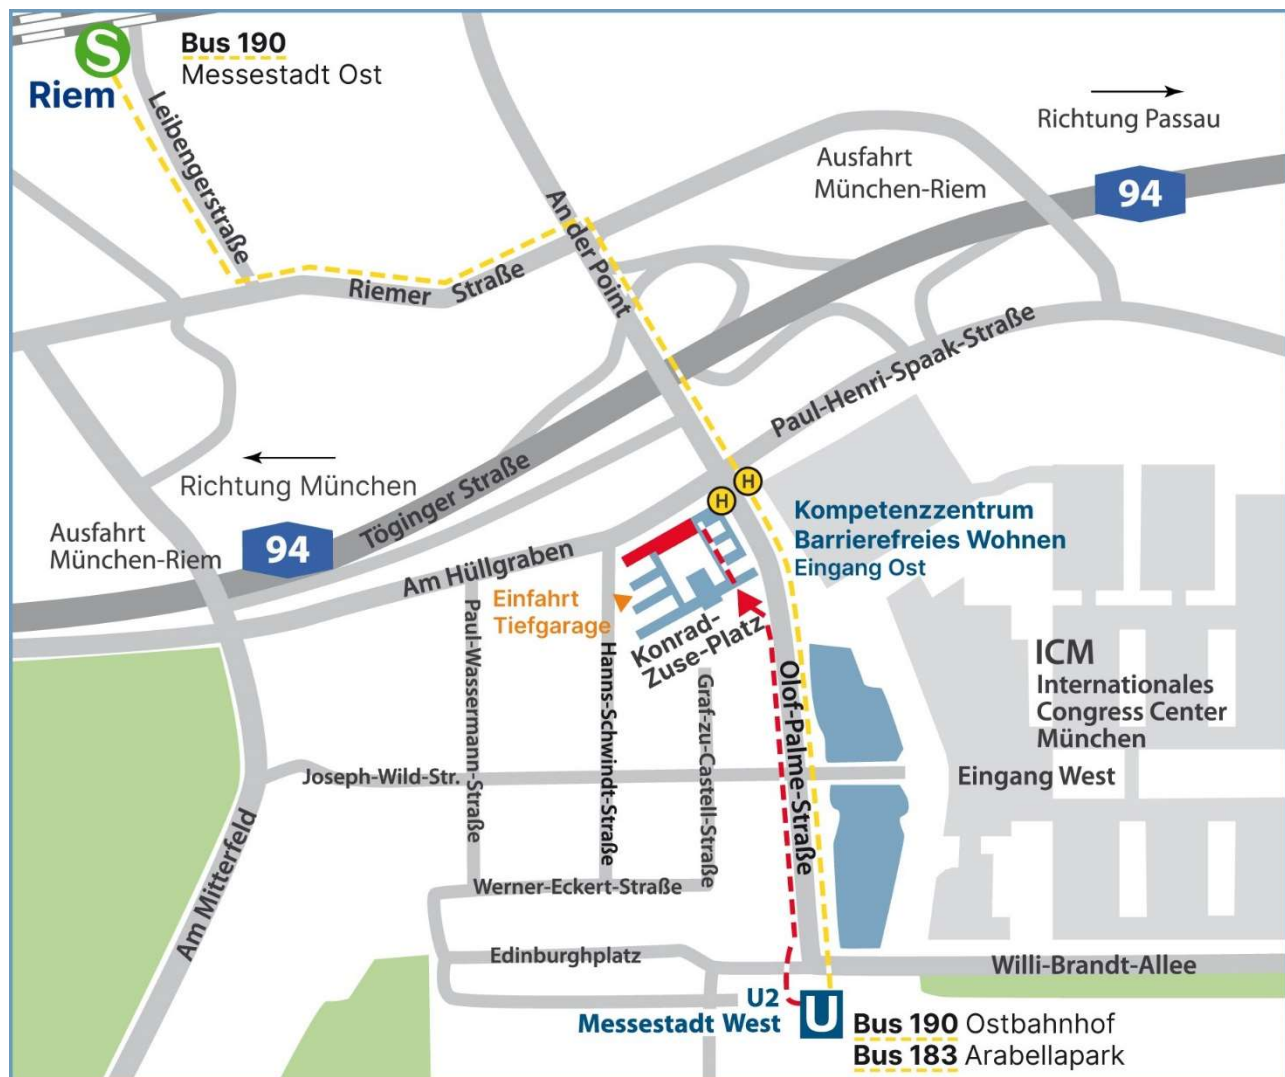 S
Riem
Bus 190
Messestadt Ost
Leibengerstraße
Richtung Passau
Ausfahrt
München-Riem
94
An der Point
Riemer Straße
Paul-Henri-Spaak-Straße
Richtung München
Töginger Straße
Ausfahrt
München-Riem
94
H
H
Kompetenzzentrum
Barrierefreies Wohnen
Eingang Ost
Am Hüllgraben
Einfahrt
Tiefgarage
Konrad-
Zuse-Platz
Paul-Wassermann-Straße
Hanns-Schwindt-Straße
Graf-zu-Castell-Straße
Olof-Palme-Straße
ICM
Internationales
Congress Center
München
Eingang West
Joseph-Wild-Str.
Am Mitterfeld
Werner-Eckert-Straße
Edinburghplatz
Willi-Brandt-Allee
U2
Messestadt West
U
Bus 190 Ostbahnhof
Bus 183 Arabellapark